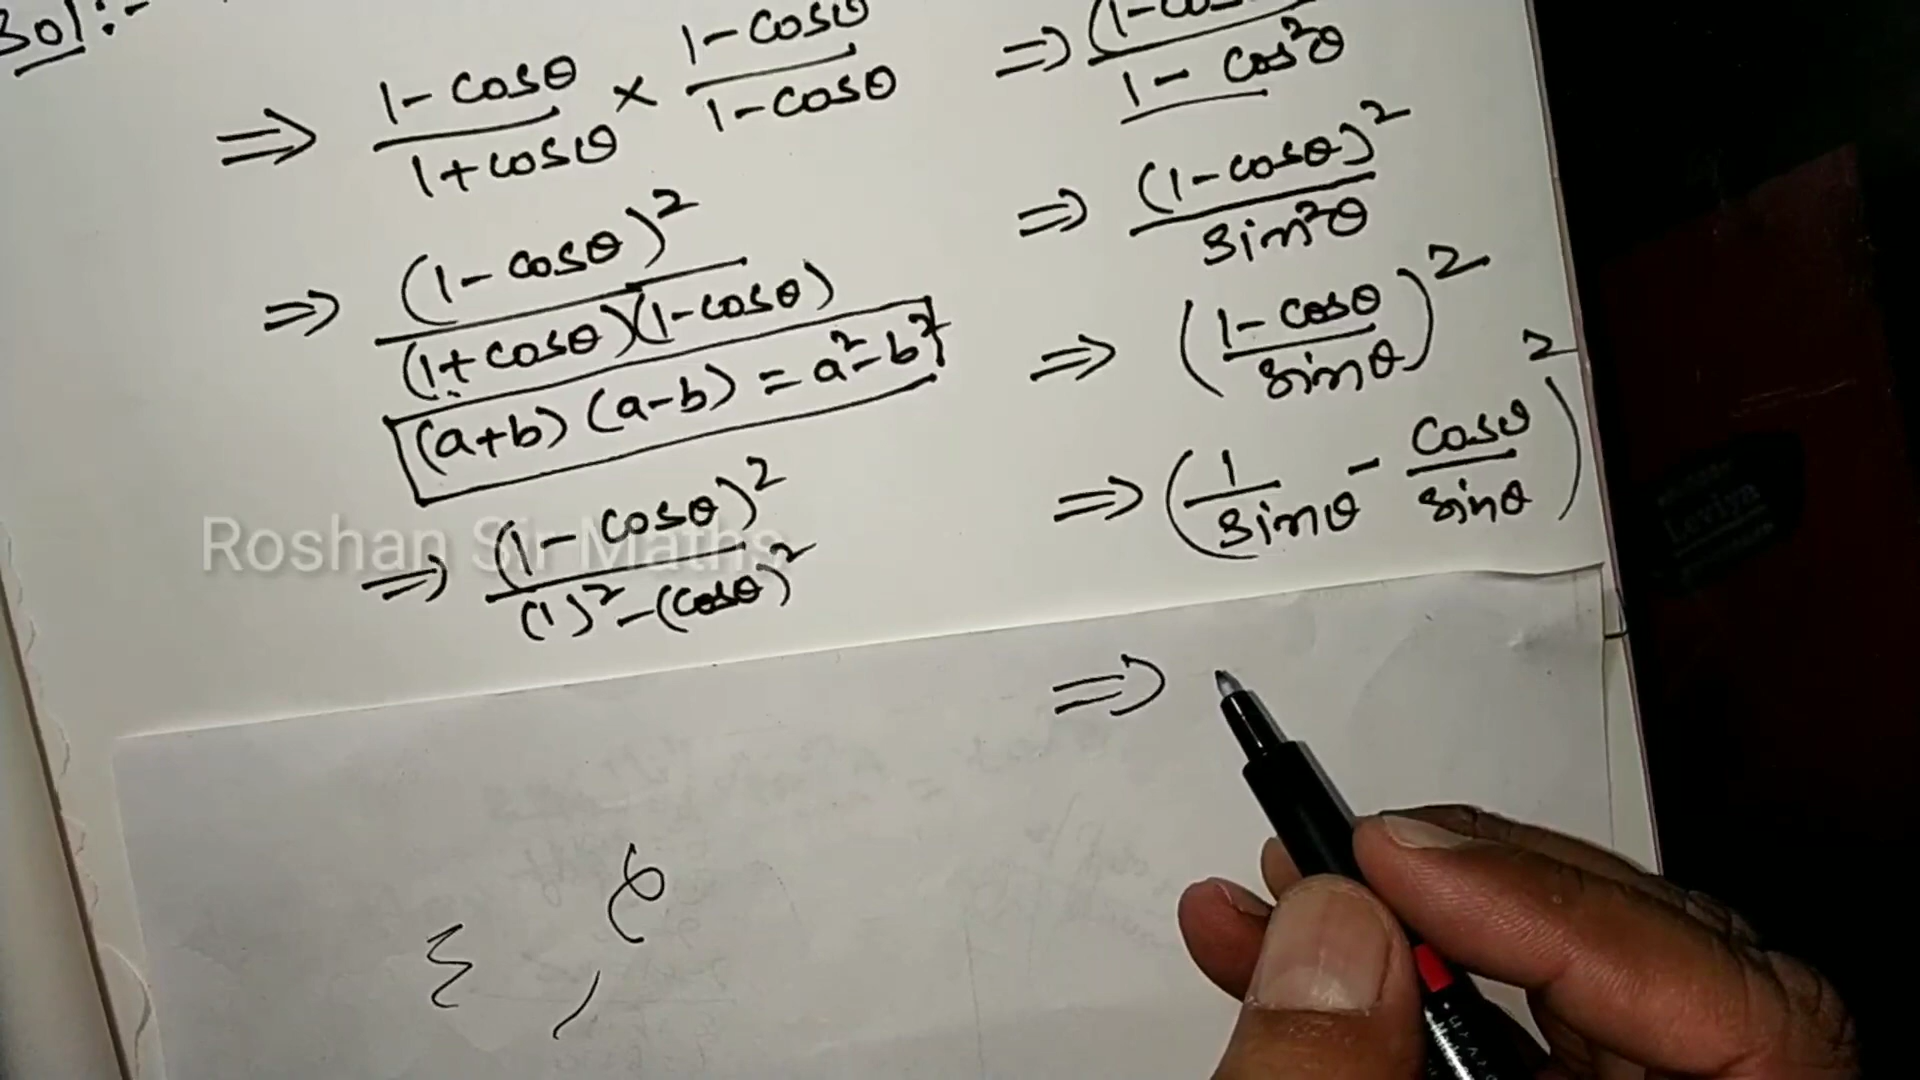 Sol:-
⇒ 1-cosθ/1+cosθ × 1-cosθ/1-cosθ
⇒ (1-cosθ)²/(1+cosθ)(1-cosθ)
(a+b) (a-b) = a²-b²
⇒ (1-cosθ)²/(1)²-(cosθ)²
⇒ (1-cos/1-cos²θ
⇒ (1-cosθ)²/sin²θ
⇒ (1-cosθ/sinθ)²
⇒ (1/sinθ - cosθ/sinθ)²
⇒
Roshan Sir Maths